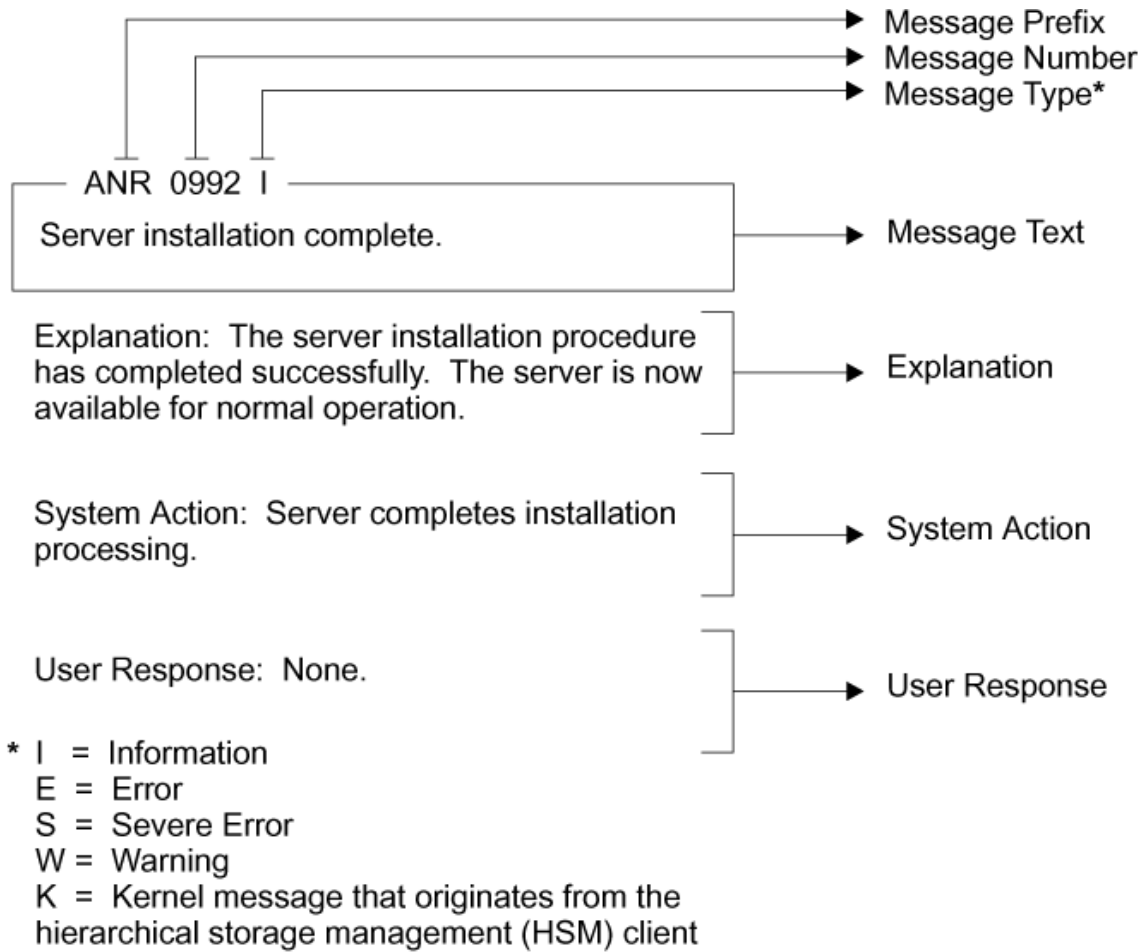 Message Prefix
Message Number
Message Type*
ANR 0992 I
Server installation complete.
Message Text
Explanation: The server installation procedure
has completed successfully. The server is now
available for normal operation.
Explanation
System Action: Server completes installation
processing.
System Action
User Response: None.
User Response
* I = Information
E = Error
S = Severe Error
W = Warning
K = Kernel message that originates from the
hierarchical storage management (HSM) client